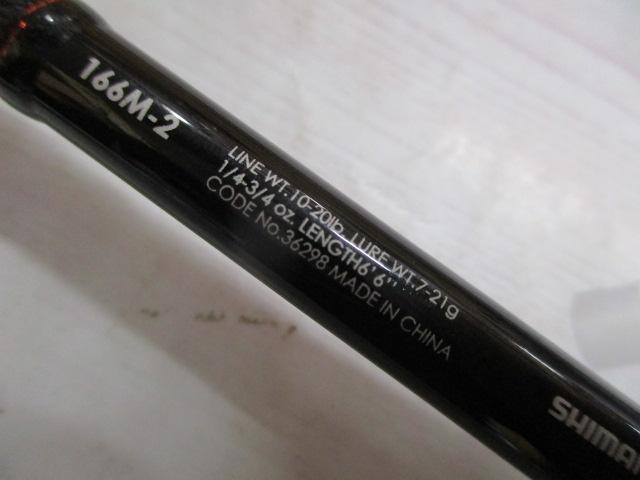 166M-2
LINE WT.10-20lb. LURE WT.7-21g
1/4-3/4 oz. LENGTH6'6"
CODE No.36298 MADE IN CHINA
SHIMA